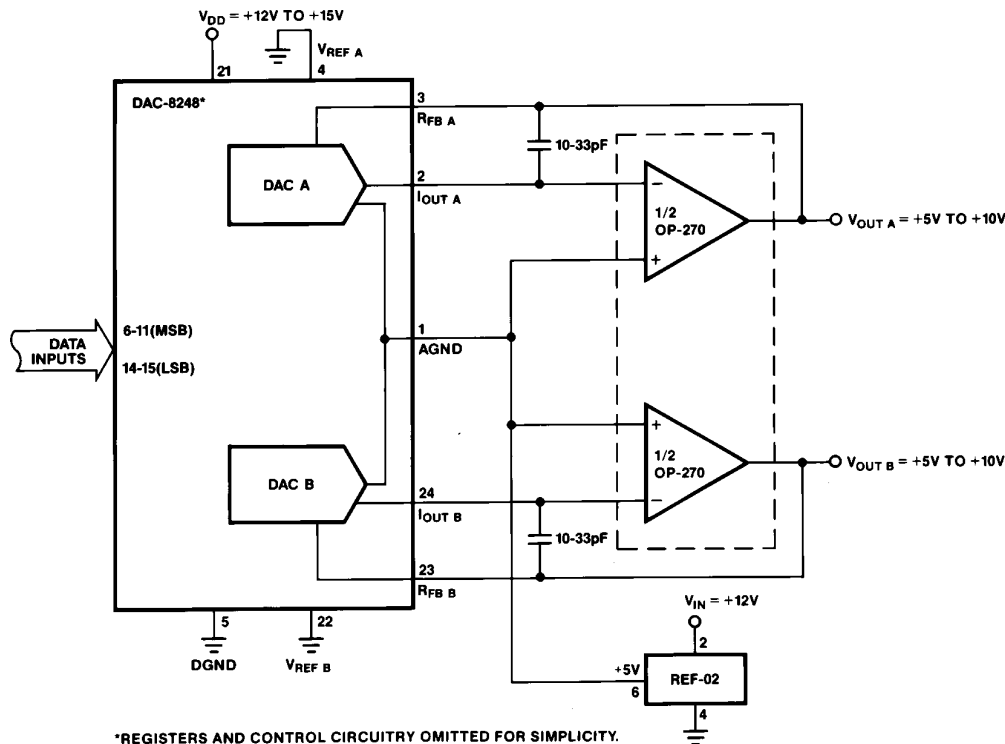 V_DD = +12V TO +15V
V_REF A
21
4
DAC-8248*
3
R_FB A
10-33pF
DAC A
2
I_OUT A
−
1/2
OP-270
+
V_OUT A = +5V TO +10V
6-11(MSB)
DATA
INPUTS
14-15(LSB)
1
AGND
+
1/2
OP-270
−
V_OUT B = +5V TO +10V
DAC B
24
I_OUT B
10-33pF
23
R_FB B
5
22
DGND
V_REF B
V_IN = +12V
2
+5V
6
REF-02
4
*REGISTERS AND CONTROL CIRCUITRY OMITTED FOR SIMPLICITY.